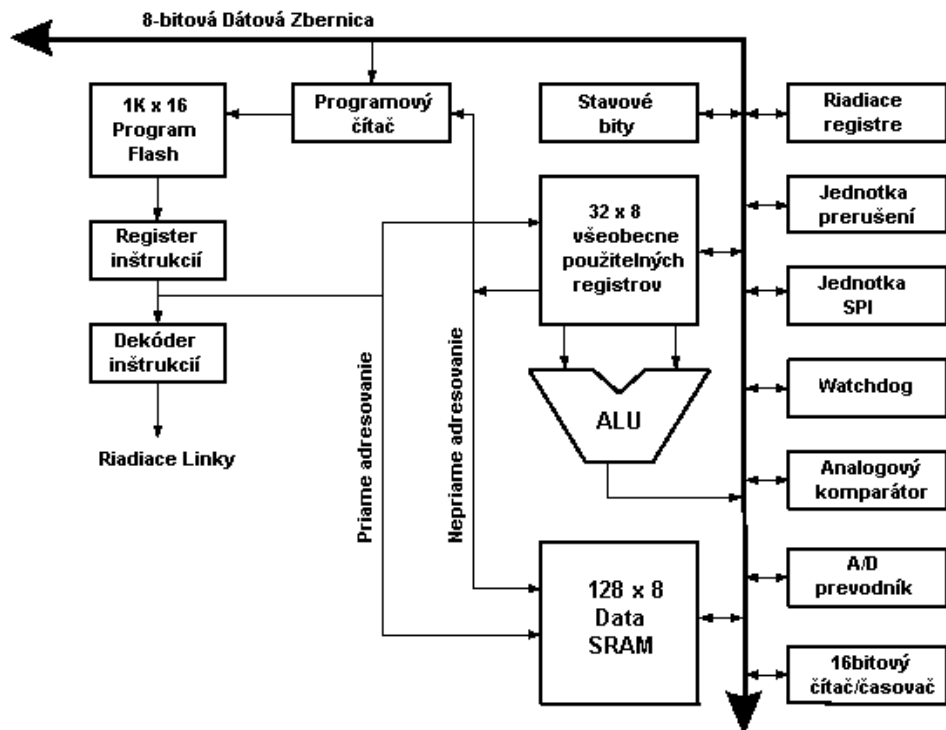 8-bitová Dátová Zbernica
1K x 16
Program
Flash
Programový
čítač
Stavové
bity
Riadiace
registre
Register
inštrukcií
32 x 8
všeobecne
použitelných
registrov
Jednotka
prerušení
Jednotka
SPI
Dekóder
inštrukcií
Riadiace Linky
Priame adresovanie
Nepriame adresovanie
ALU
Watchdog
Analogový
komparátor
128 x 8
Data
SRAM
A/D
prevodník
16bitový
čítač/časovač